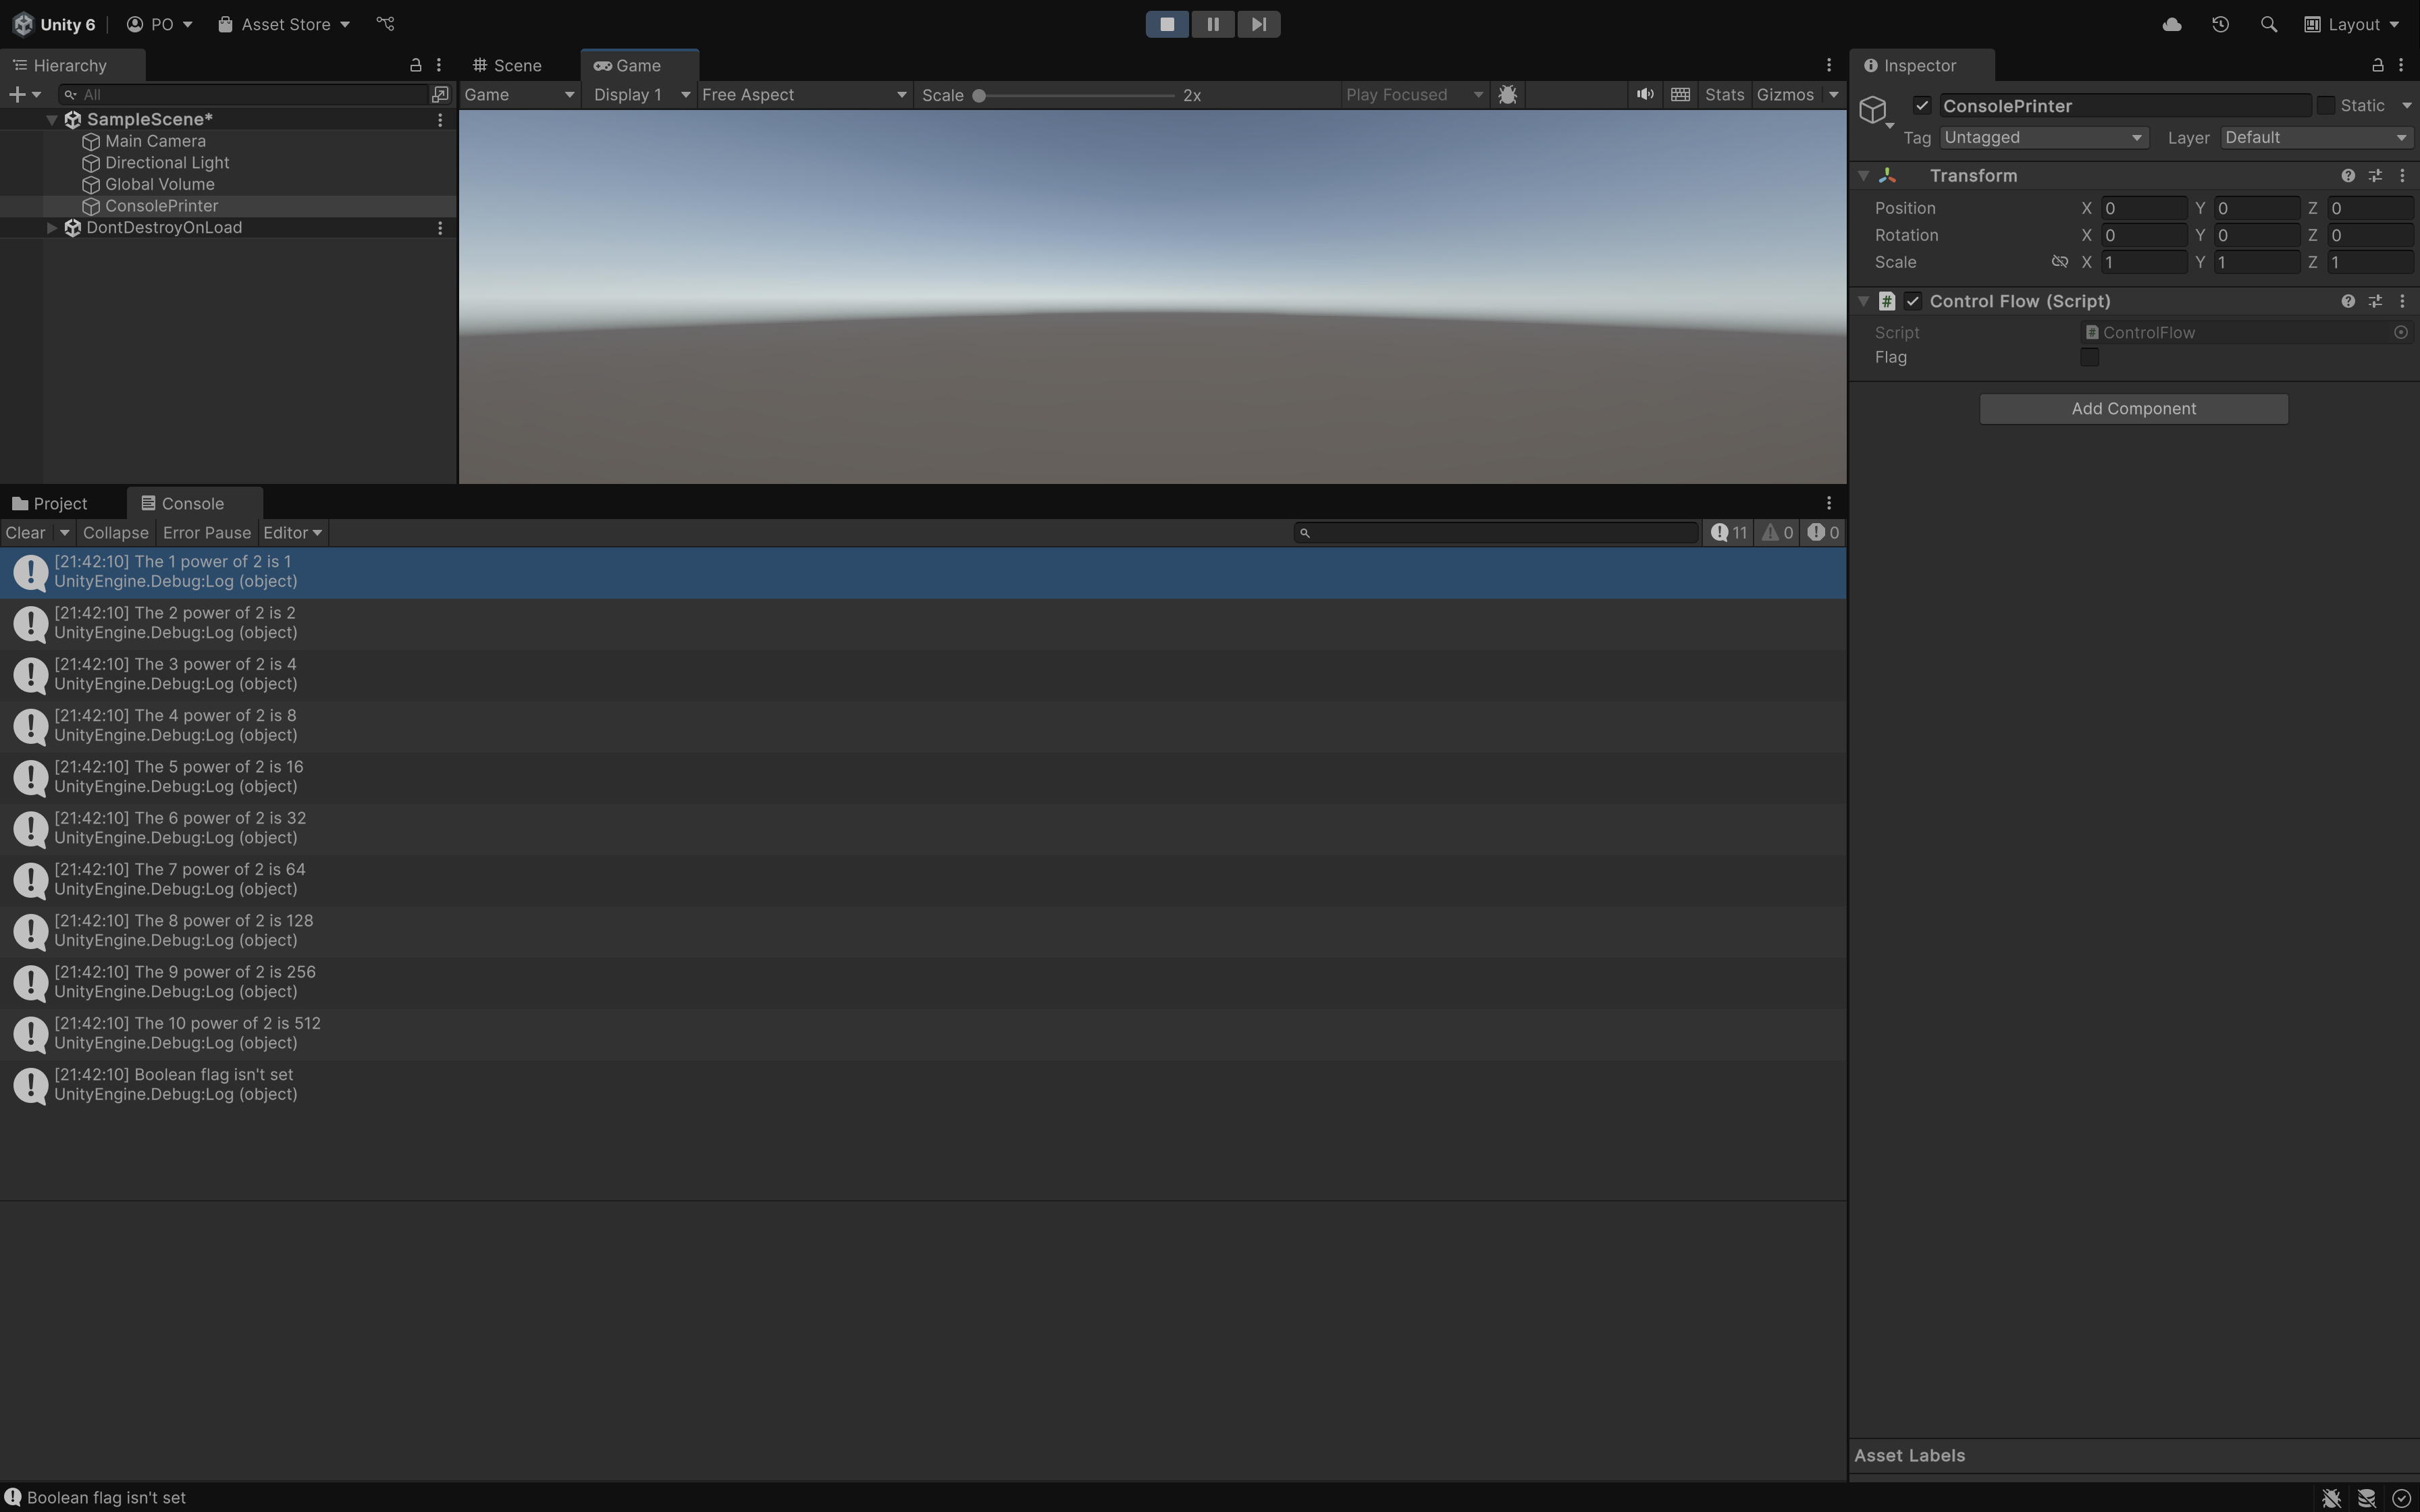 Unity 6 PO Asset Store Layout
Hierarchy
All
SampleScene*
Main Camera
Directional Light
Global Volume
ConsolePrinter
DontDestroyOnLoad
Scene Game
Game Display 1 Free Aspect Scale 2x Play Focused Stats Gizmos
Inspector
ConsolePrinter Static
Tag Untagged Layer Default
Transform
Position X 0 Y 0 Z 0
Rotation X 0 Y 0 Z 0
Scale X 1 Y 1 Z 1
# Control Flow (Script)
Script # ControlFlow
Flag
Add Component
Project Console
Clear Collapse Error Pause Editor 11 0 0
[21:42:10] The 1 power of 2 is 1
UnityEngine.Debug:Log (object)
[21:42:10] The 2 power of 2 is 2
UnityEngine.Debug:Log (object)
[21:42:10] The 3 power of 2 is 4
UnityEngine.Debug:Log (object)
[21:42:10] The 4 power of 2 is 8
UnityEngine.Debug:Log (object)
[21:42:10] The 5 power of 2 is 16
UnityEngine.Debug:Log (object)
[21:42:10] The 6 power of 2 is 32
UnityEngine.Debug:Log (object)
[21:42:10] The 7 power of 2 is 64
UnityEngine.Debug:Log (object)
[21:42:10] The 8 power of 2 is 128
UnityEngine.Debug:Log (object)
[21:42:10] The 9 power of 2 is 256
UnityEngine.Debug:Log (object)
[21:42:10] The 10 power of 2 is 512
UnityEngine.Debug:Log (object)
[21:42:10] Boolean flag isn't set
UnityEngine.Debug:Log (object)
Asset Labels
Boolean flag isn't set